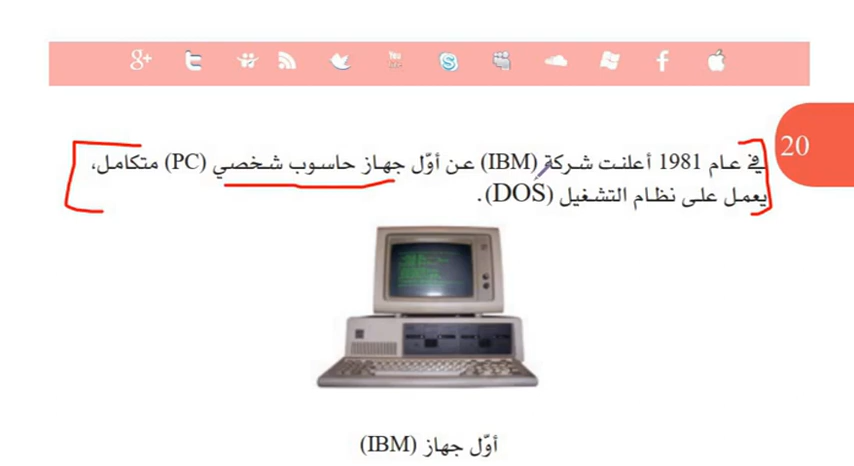 g+ You
20
في عام 1981 أعلنت شركة (IBM) عن أوّل جهاز حاسوب شخصي (PC) متكامل،
يعمل على نظام التشغيل (DOS).
أوّل جهاز (IBM)